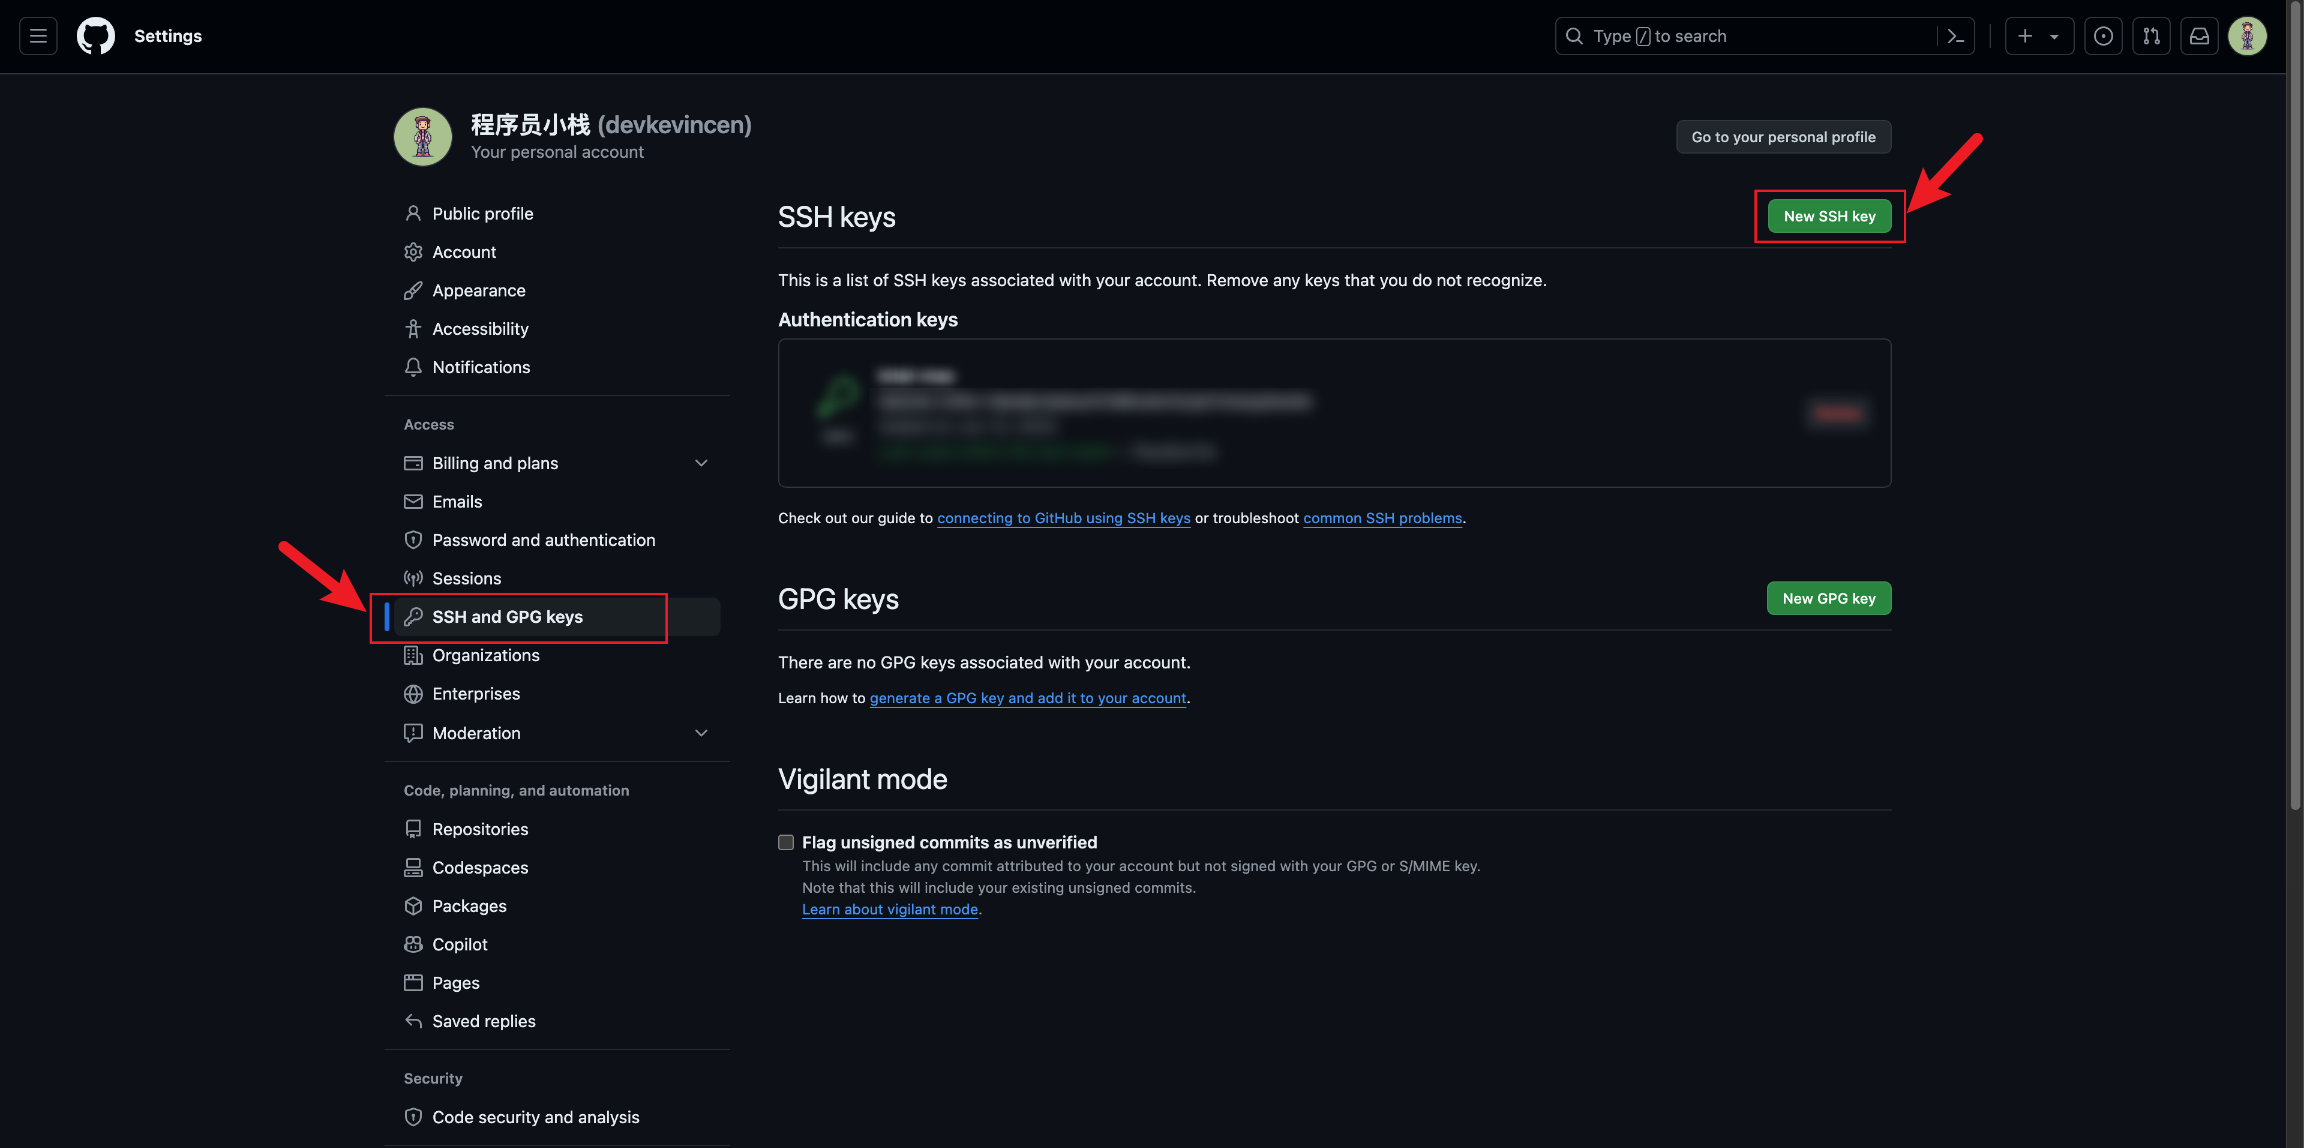 Settings
Type / to search
程序员小栈 (devkevincen)
Your personal account
Go to your personal profile
Public profile
Account
Appearance
Accessibility
Notifications
Access
Billing and plans
Emails
Password and authentication
Sessions
SSH and GPG keys
Organizations
Enterprises
Moderation
Code, planning, and automation
Repositories
Codespaces
Packages
Copilot
Pages
Saved replies
Security
Code security and analysis
SSH keys
New SSH key
This is a list of SSH keys associated with your account. Remove any keys that you do not recognize.
Authentication keys
Check out our guide to connecting to GitHub using SSH keys or troubleshoot common SSH problems.
GPG keys
New GPG key
There are no GPG keys associated with your account.
Learn how to generate a GPG key and add it to your account.
Vigilant mode
Flag unsigned commits as unverified
This will include any commit attributed to your account but not signed with your GPG or S/MIME key.
Note that this will include your existing unsigned commits.
Learn about vigilant mode.